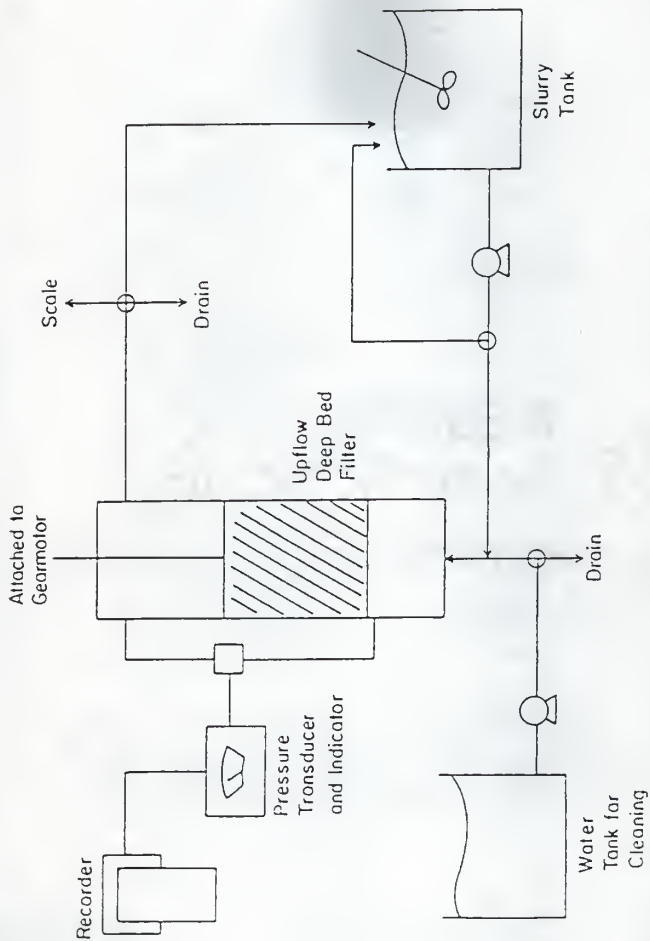 Attached to
Gearmotor
Scale
Drain
Recorder
Pressure
Transducer
and Indicator
Upflow
Deep Bed
Filter
Slurry
Tank
Drain
Water
Tank for
Cleaning